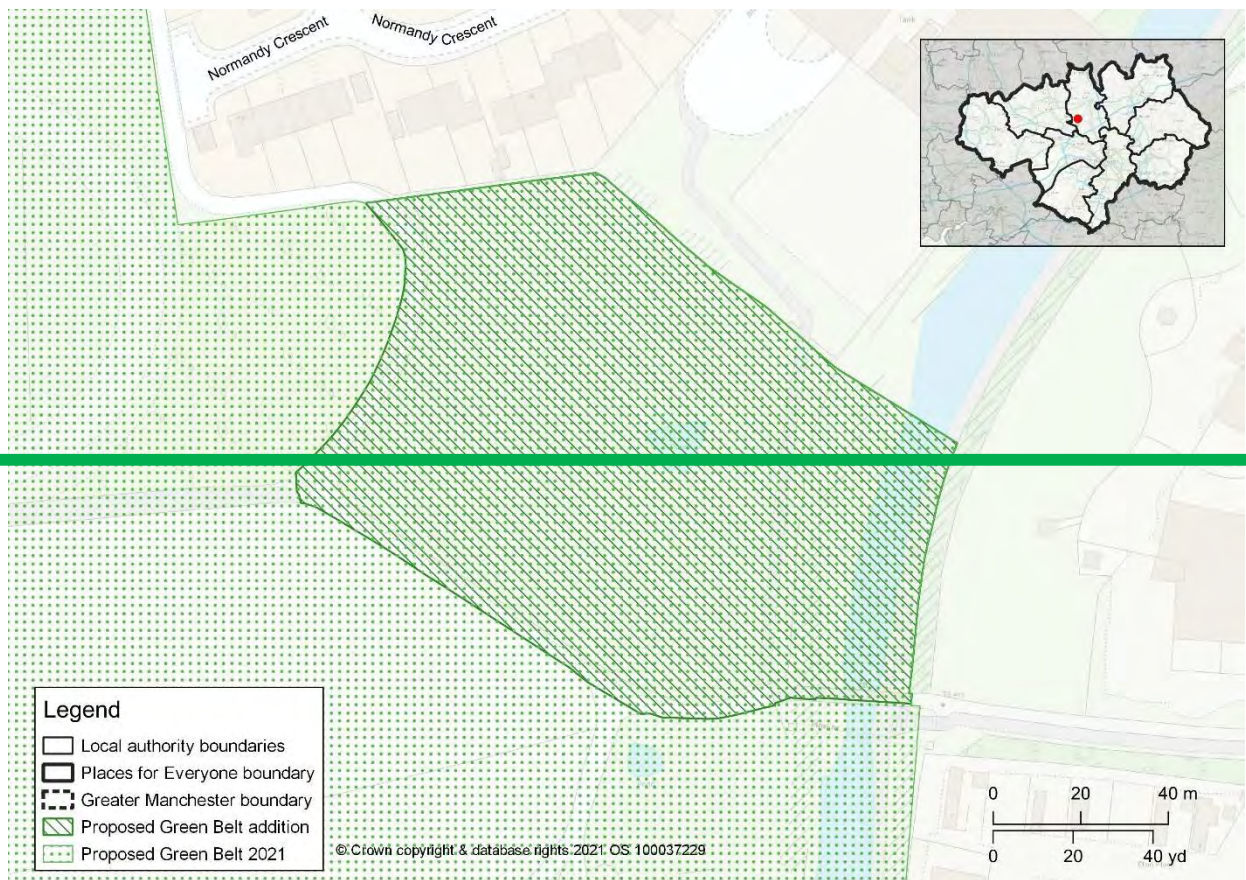 Normandy Crescent
Normandy Crescent
Tank
Legend
Local authority boundaries
Places for Everyone boundary
Greater Manchester boundary
Proposed Green Belt addition
Proposed Green Belt 2021
© Crown copyright & database rights 2021 OS 100037229
0 20 40 m
0 20 40 yd